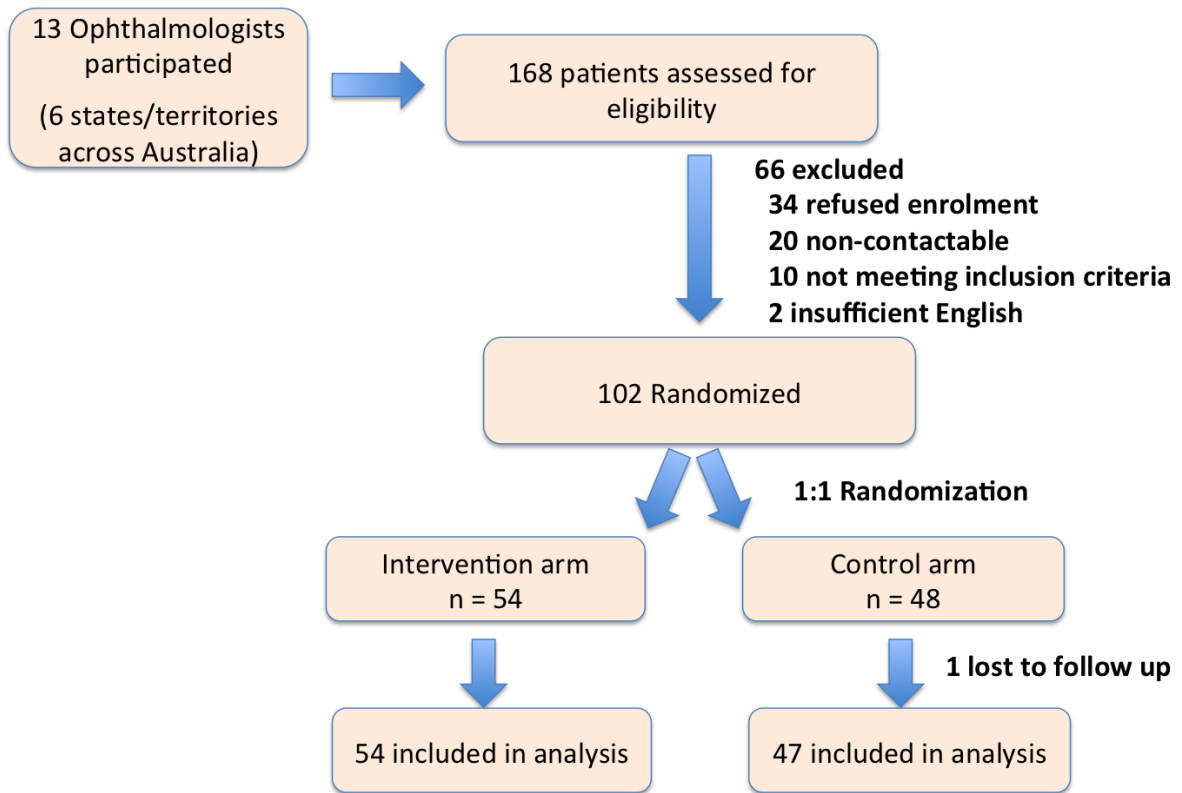 13 Ophthalmologists
participated
(6 states/territories
across Australia)
168 patients assessed for
eligibility
66 excluded
34 refused enrolment
20 non-contactable
10 not meeting inclusion criteria
2 insufficient English
102 Randomized
1:1 Randomization
Intervention arm
n = 54
Control arm
n = 48
1 lost to follow up
54 included in analysis
47 included in analysis